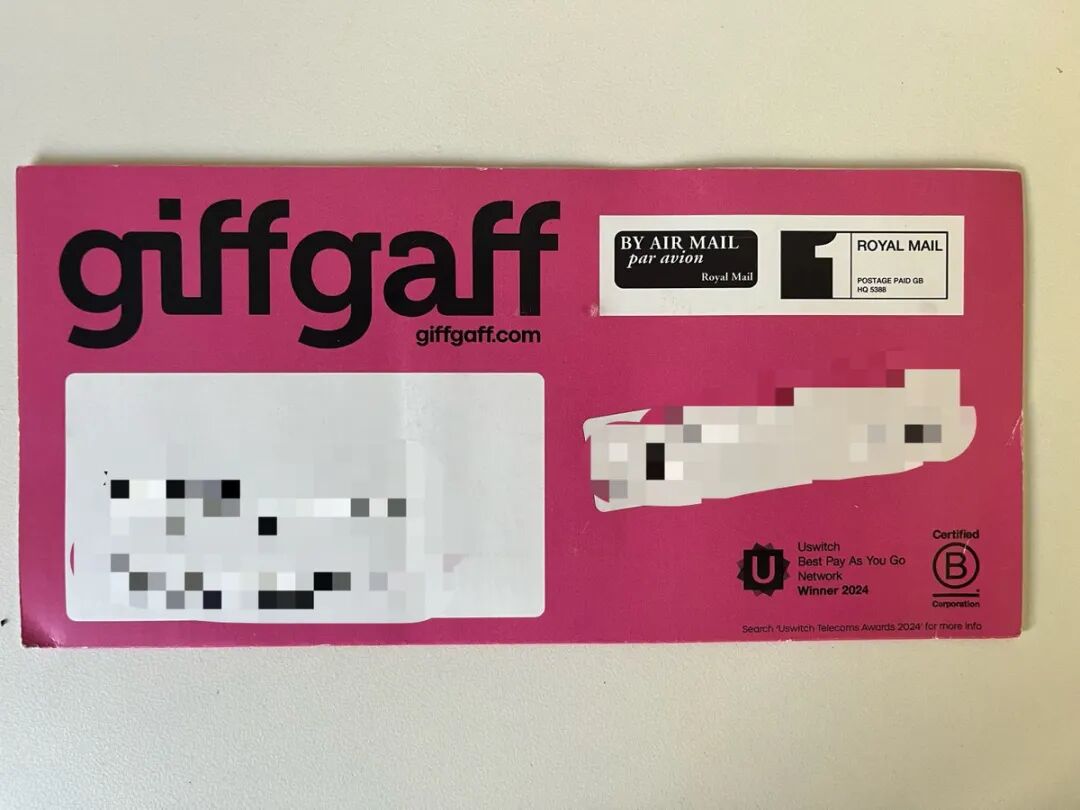 giffgaff
giffgaff.com
BY AIR MAIL
par avion
Royal Mail
1
ROYAL MAIL
POSTAGE PAID GB
HQ 5388
U
Uswitch
Best Pay As You Go
Network
Winner 2024
Certified
B
Corporation
Search 'Uswitch Telecoms Awards 2024' for more info